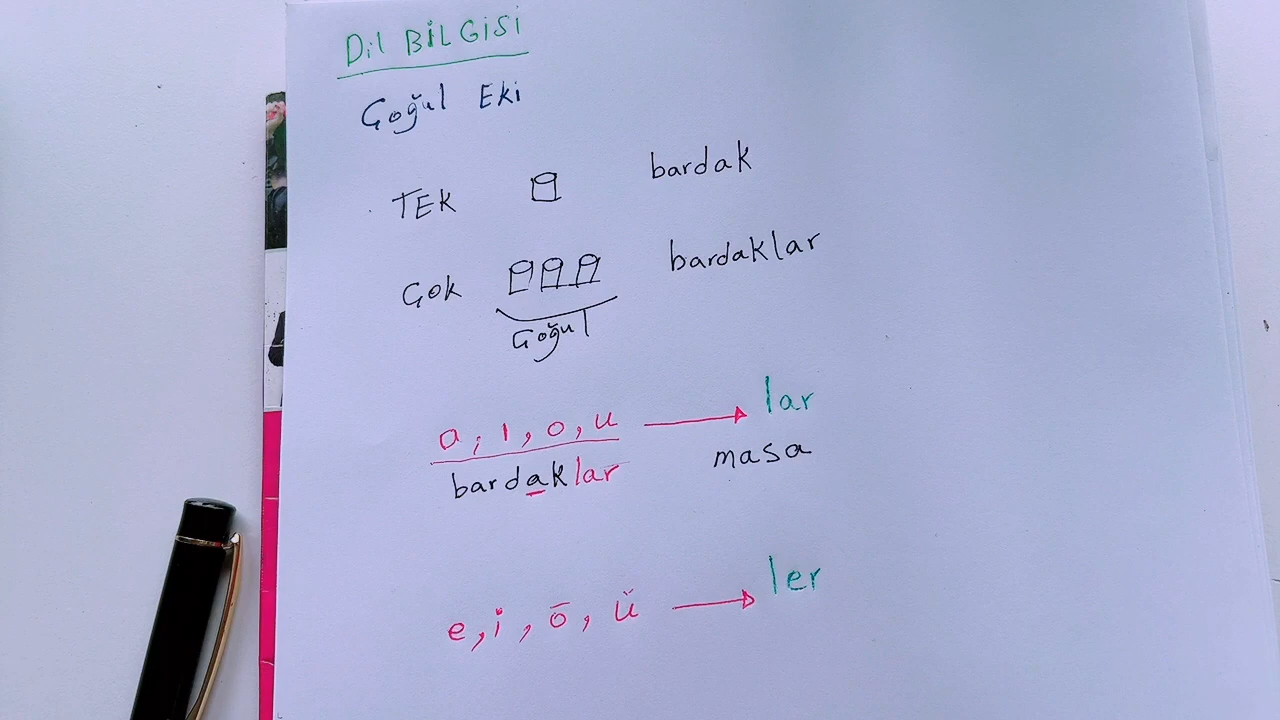 Dil BİLGİSİ
Çoğul Eki
TEK bardak
Çok bardaklar
Çoğul
a, ı, o, u → lar
bardaklar masa
e, i, ö, ü → ler